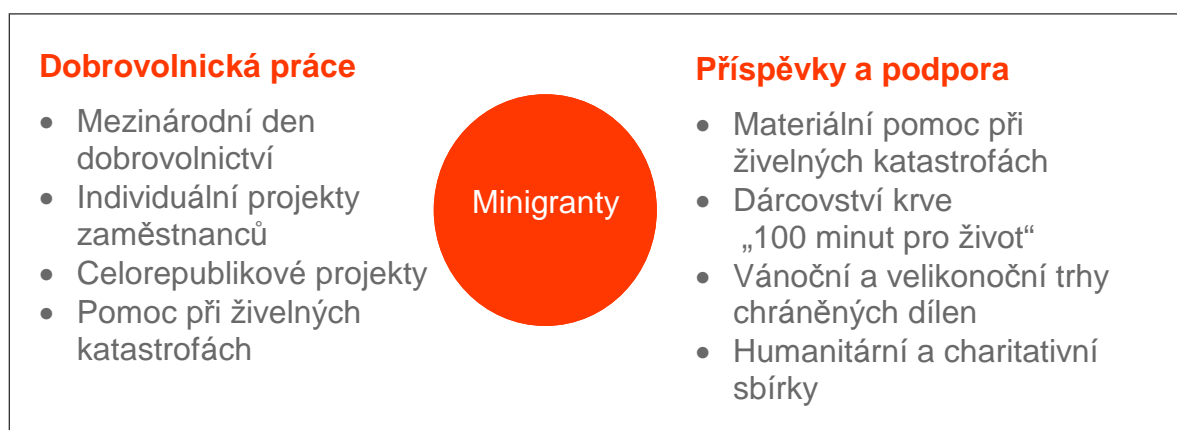 Dobrovolnická práce
• Mezinárodní den
dobrovolnictví
• Individuální projekty
zaměstnanců
• Celorepublikové projekty
• Pomoc při živelných
katastrofách
Minigranty
Příspěvky a podpora
• Materiální pomoc při
živelných katastrofách
• Dárcovství krve
„100 minut pro život“
• Vánoční a velikonoční trhy
chráněných dílen
• Humanitární a charitativní
sbírky